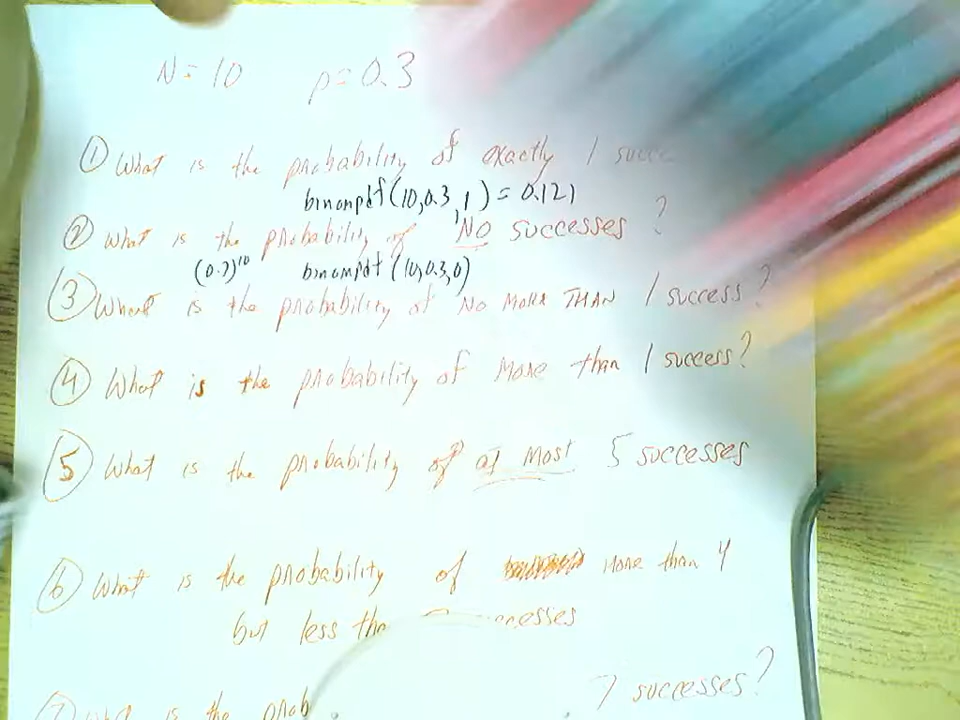 N = 10 p = 0.3
① What is the probability of exactly 1
binompdf(10,0.3,1) = 0.121
② What is the probability of NO successes ?
(0.7)^10 binompdf (10,0.3,0)
③ What is the probability of NO MORE THAN 1 success?
④ What is the probability of More than 1 success?
⑤ What is the probability of at Most 5 successes
⑥ What is the probability of More than 4
but less
⑦ What is the 7 successes?